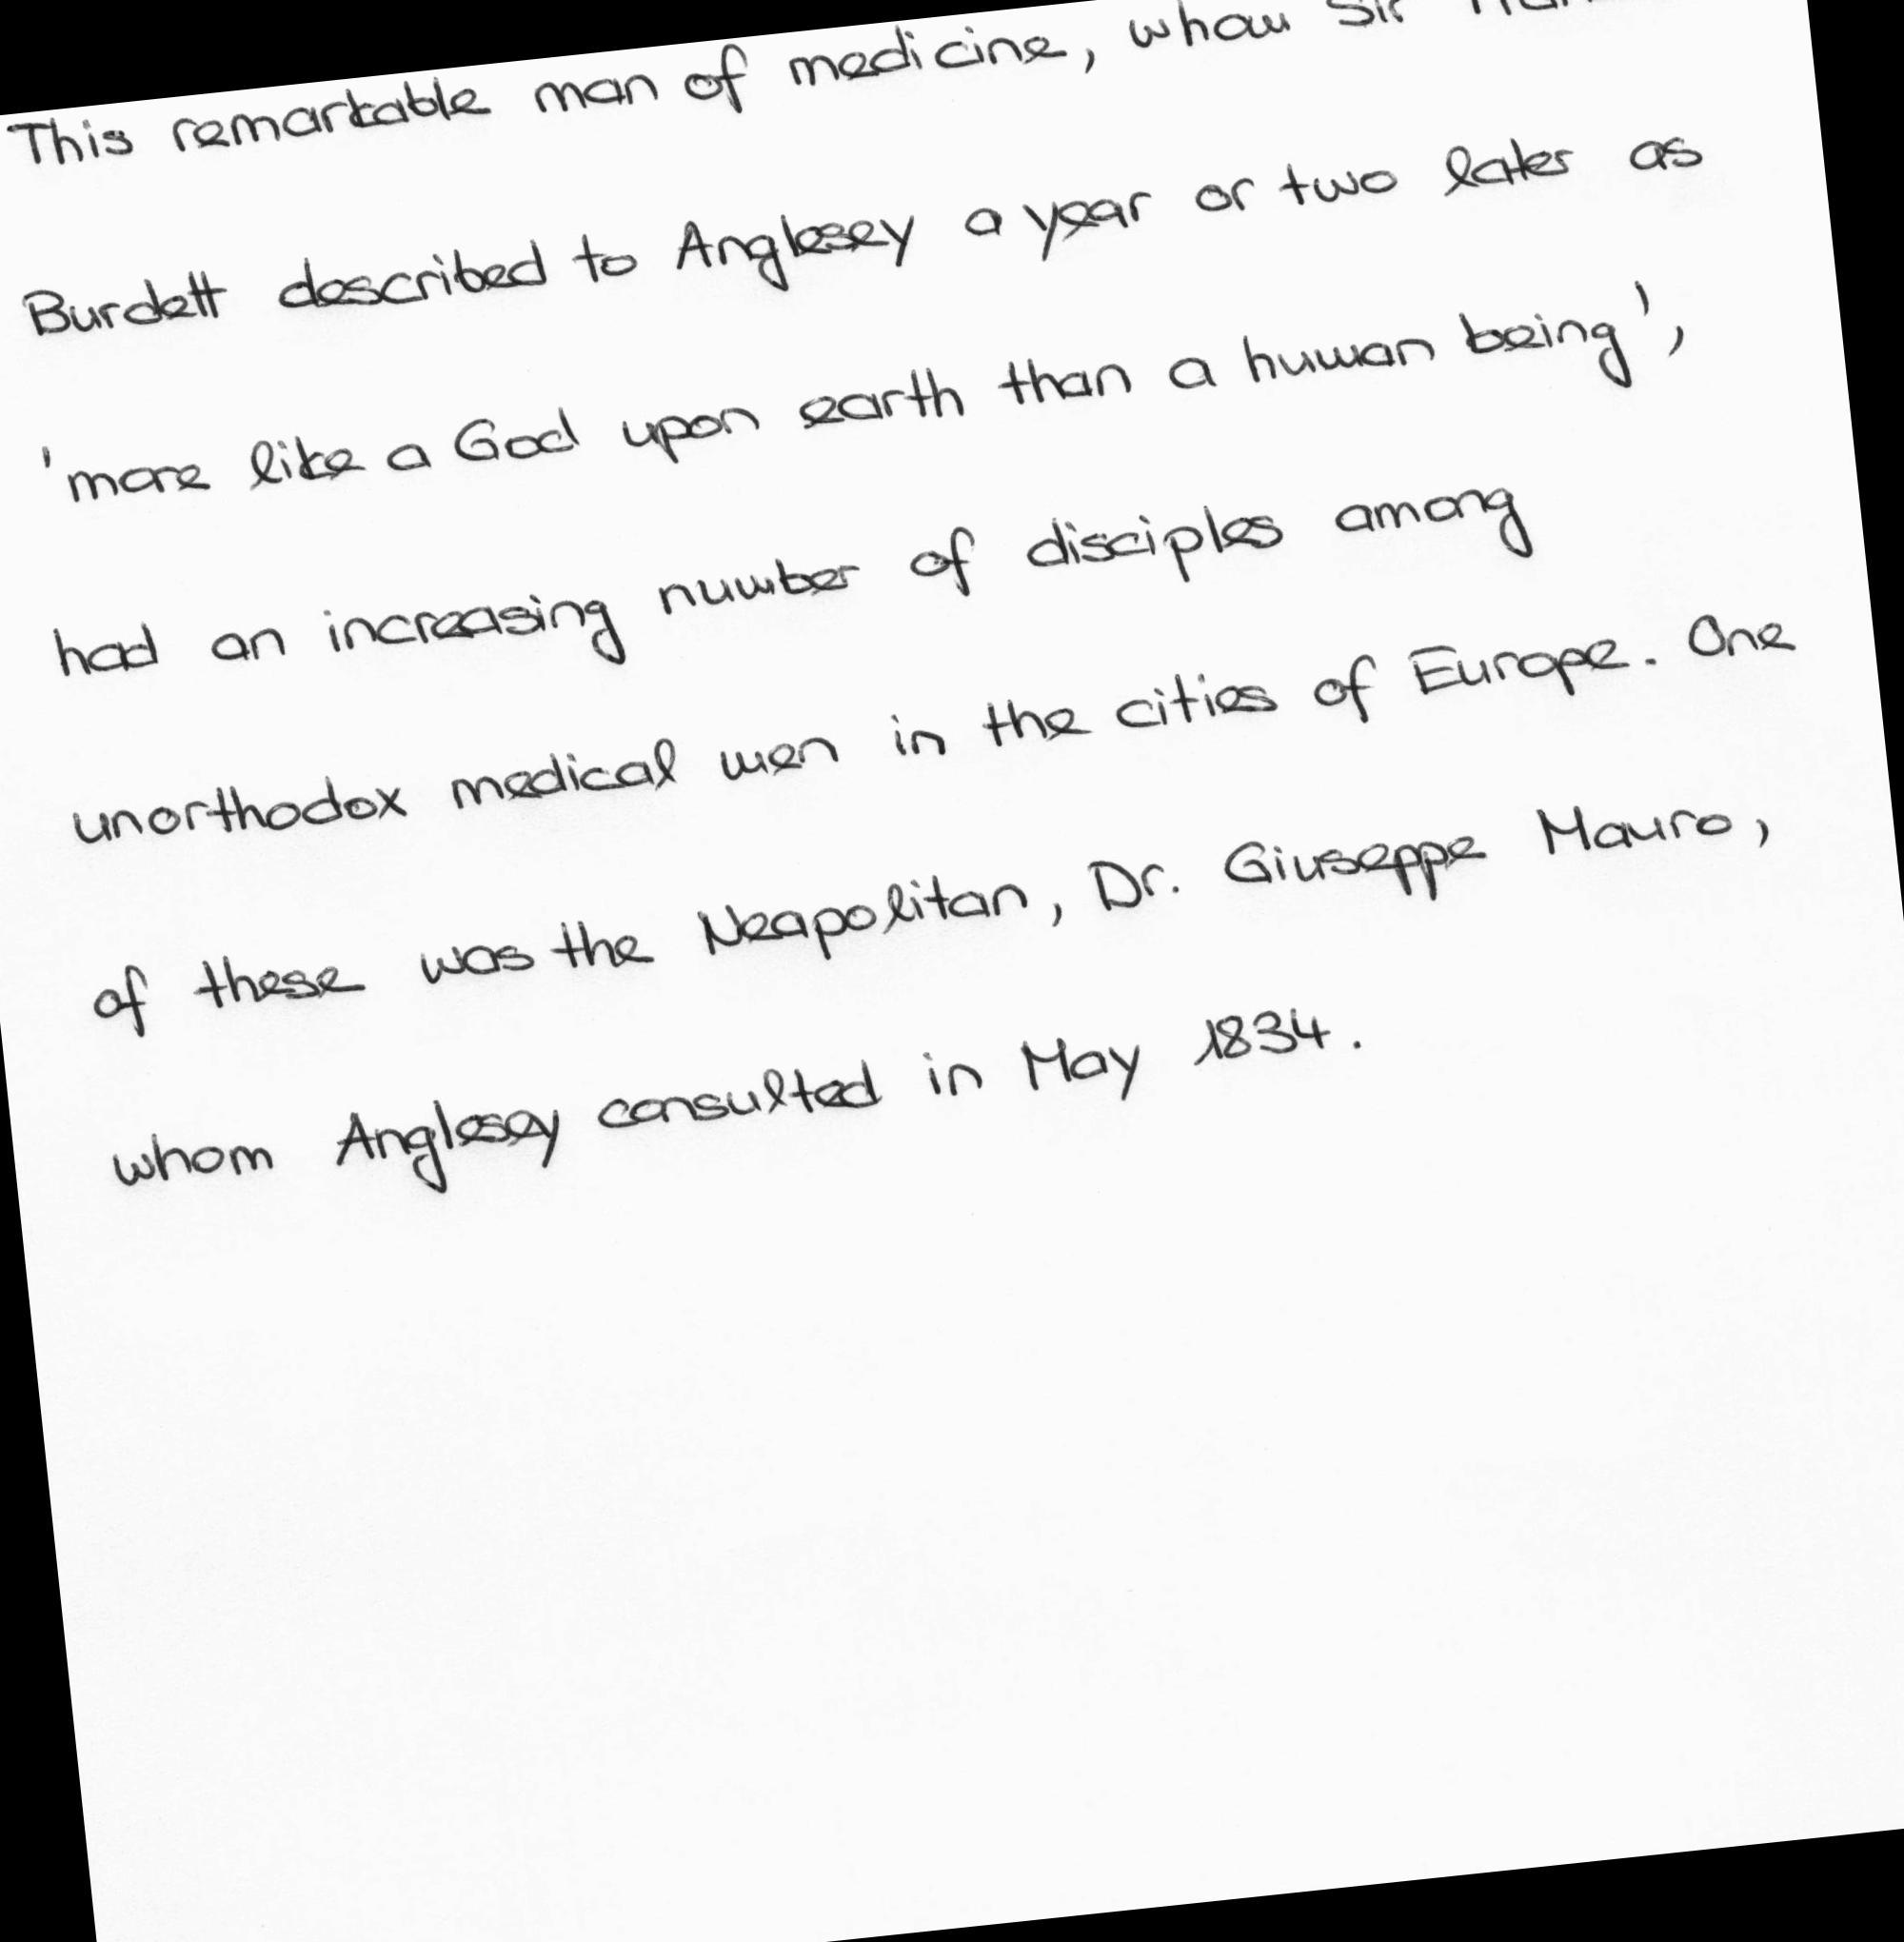 This remarkable man of medicine, whom Sir
Burdett described to Anglesey a year or two later as
'more like a God upon earth than a human being',
had an increasing number of disciples among
unorthodox medical men in the cities of Europe. One
of these was the Neapolitan, Dr. Giuseppe Mauro,
whom Anglesey consulted in May 1834.